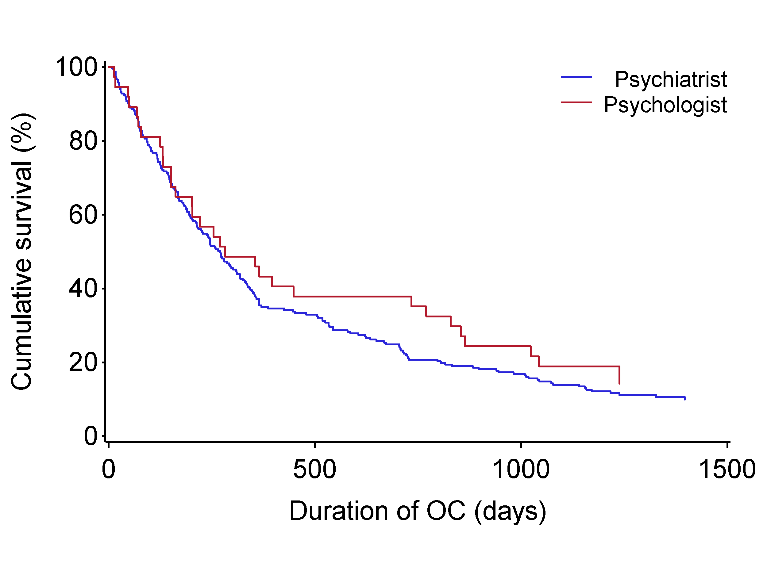 Psychiatrist
Psychologist
Cumulative survival (%)
100
80
60
40
20
0
0 500 1000 1500
Duration of OC (days)